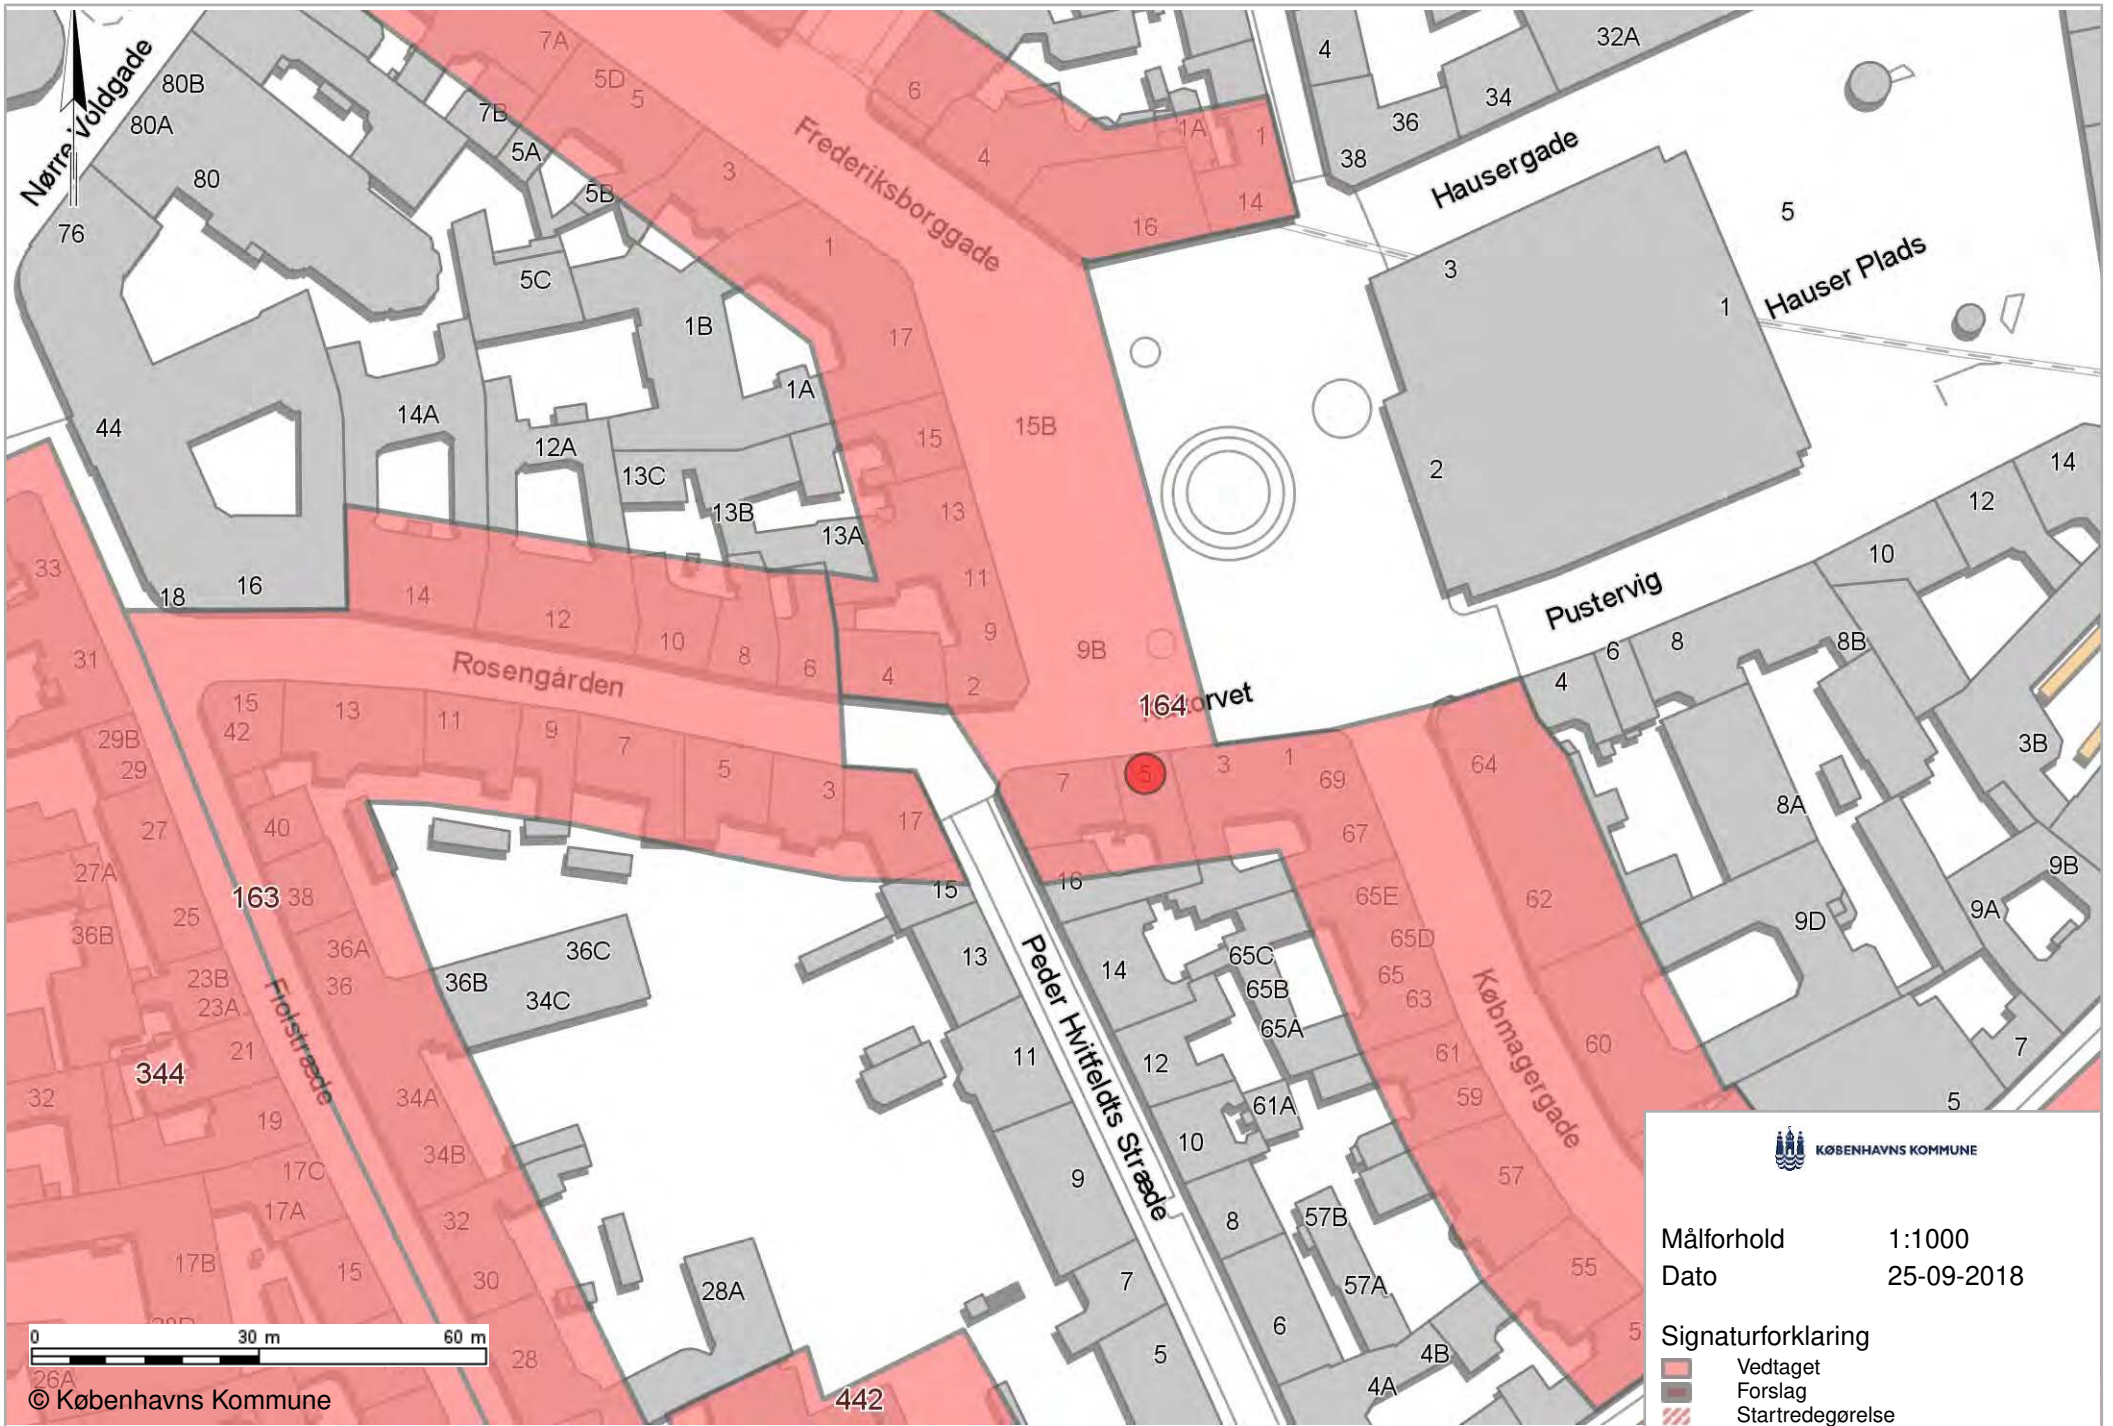 Nørre Voldgade
80B
80A
80
76
7A
5D
5
7B
5A
5B
3
6
4
1A
1
14
16
Frederiksborggade
4
32A
34
36
38
Hausergade
5
Hauser Plads
3
1
2
5C
1B
1
17
1A
15B
15
44
14A
12A
13C
13B
13A
13
11
9
9B
18
16
14
12
10
8
6
4
2
Rosengården
164
torvet
Pustervig
14
12
10
8B
8
6
4
3B
33
31
29B
29
27
27A
25
36B
23B
23A
21
344
32
19
17C
17A
17B
15
26A
15
42
13
11
9
7
5
3
17
40
38
163
36A
36
36B
36C
34C
34A
34B
32
30
28
28A
Fiolstræde
7
5
3
1
69
67
64
62
60
16
15
13
11
9
7
5
14
12
10
8
6
Peder Hvitfeldts Stræde
65E
65D
65C
65B
65A
65
63
61
61A
59
57
57B
57A
55
5
4B
4A
Købmagergade
8A
9D
9B
9A
7
5
442
KØBENHAVNS KOMMUNE
Målforhold 1:1000
Dato 25-09-2018
Signaturforklaring
Vedtaget
Forslag
Startredegørelse
0 30 m 60 m
© Københavns Kommune